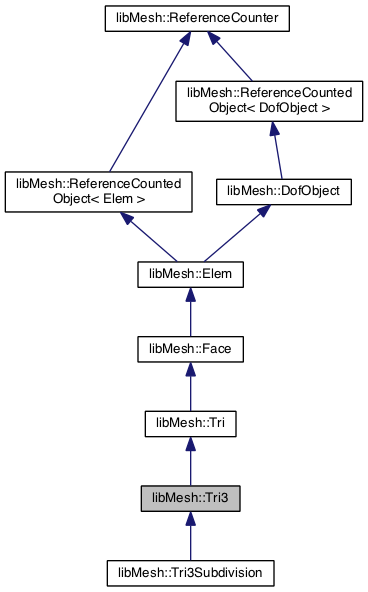 libMesh::ReferenceCounter
libMesh::ReferenceCounted
Object< DofObject >
libMesh::ReferenceCounted
Object< Elem >
libMesh::DofObject
libMesh::Elem
libMesh::Face
libMesh::Tri
libMesh::Tri3
libMesh::Tri3Subdivision